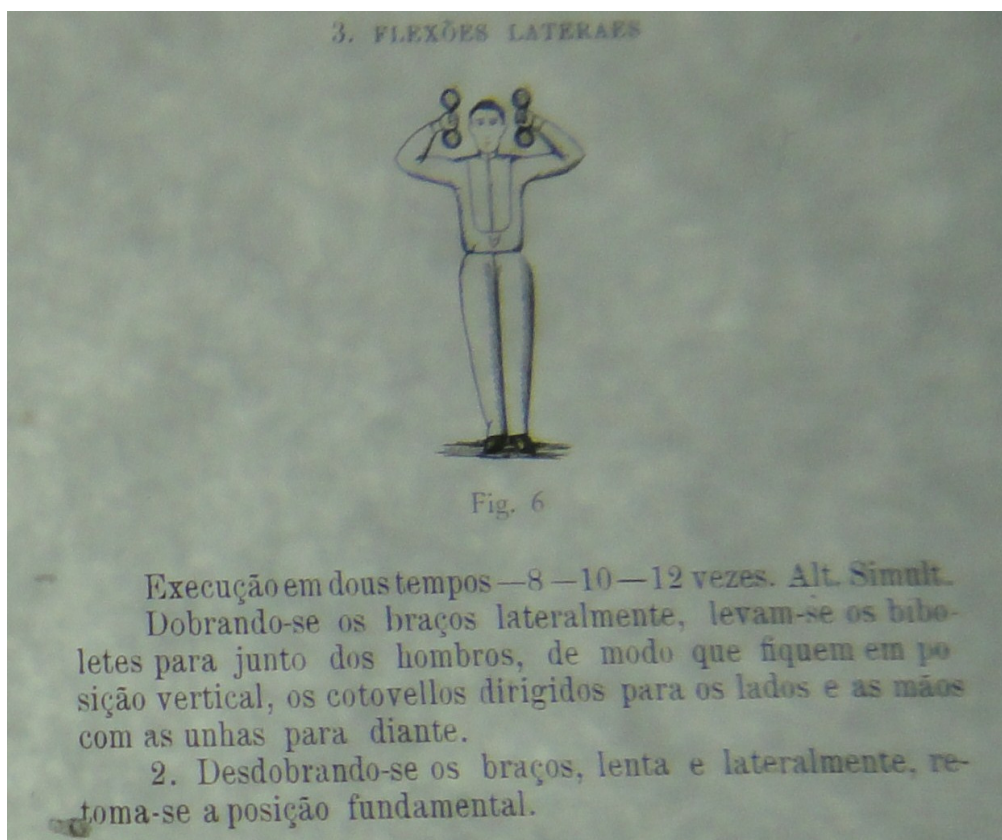 3. FLEXÕES LATERAES
Fig. 6
Execução em dous tempos—8—10—12 vezes. Alt. Simult.
Dobrando-se os braços lateralmente, levam-se os bibo-
letes para junto dos hombros, de modo que fiquem em po
sição vertical, os cotovellos dirigidos para os lados e as mãos
com as unhas para diante.
2. Desdobrando-se os braços, lenta e lateralmente, re-
toma-se a posição fundamental.